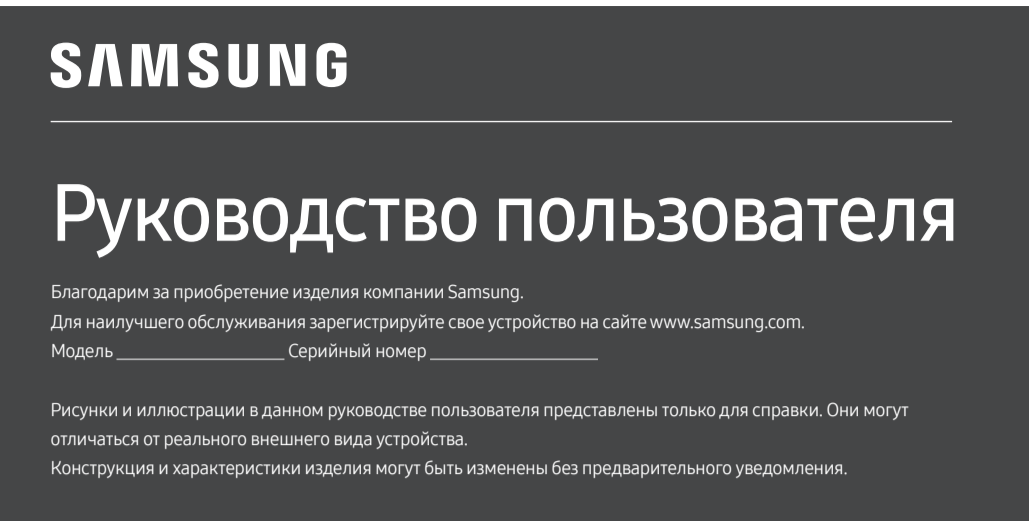 SAMSUNG
Руководство пользователя
Благодарим за приобретение изделия компании Samsung.
Для наилучшего обслуживания зарегистрируйте свое устройство на сайте www.samsung.com.
Модель __________________ Серийный номер __________________
Рисунки и иллюстрации в данном руководстве пользователя представлены только для справки. Они могут
отличаться от реального внешнего вида устройства.
Конструкция и характеристики изделия могут быть изменены без предварительного уведомления.